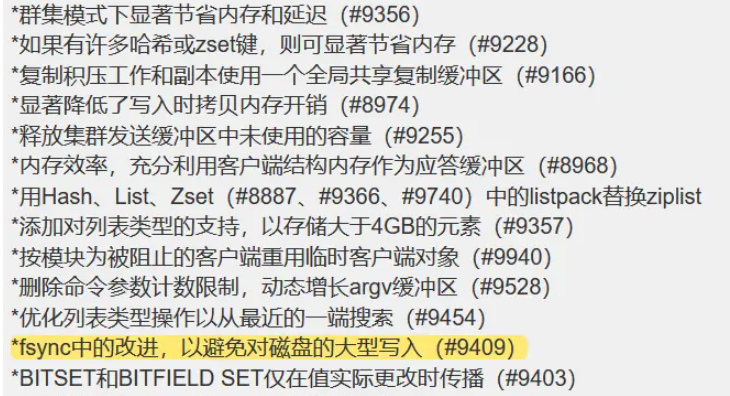 *群集模式下显著节省内存和延迟（#9356）
*如果有许多哈希或zset键，则可显著节省内存（#9228）
*复制积压工作和副本使用一个全局共享复制缓冲区（#9166）
*显著降低了写入时拷贝内存开销（#8974）
*释放集群发送缓冲区中未使用的容量（#9255）
*内存效率，充分利用客户端结构内存作为应答缓冲区（#8968）
*用Hash、List、Zset（#8887、#9366、#9740）中的listpack替换ziplist
*添加对列表类型的支持，以存储大于4GB的元素（#9357）
*按模块为被阻止的客户端重用临时客户端对象（#9940）
*删除命令参数计数限制，动态增长argv缓冲区（#9528）
*优化列表类型操作以从最近的一端搜索（#9454）
*fsync中的改进，以避免对磁盘的大型写入（#9409）
*BITSET和BITFIELD SET仅在值实际更改时传播（#9403）